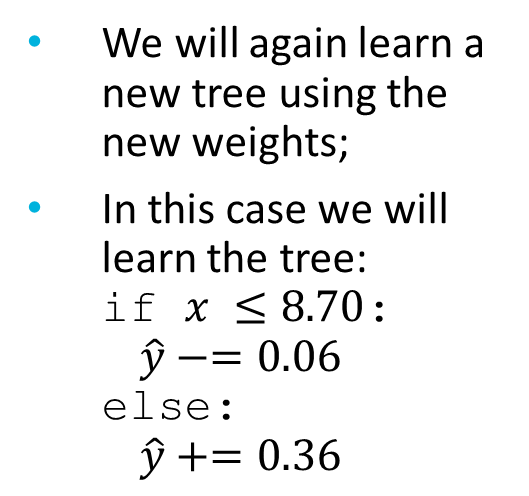 • We will again learn a
new tree using the
new weights;
• In this case we will
learn the tree:
if x ≤ 8.70:
ŷ −= 0.06
else:
ŷ += 0.36